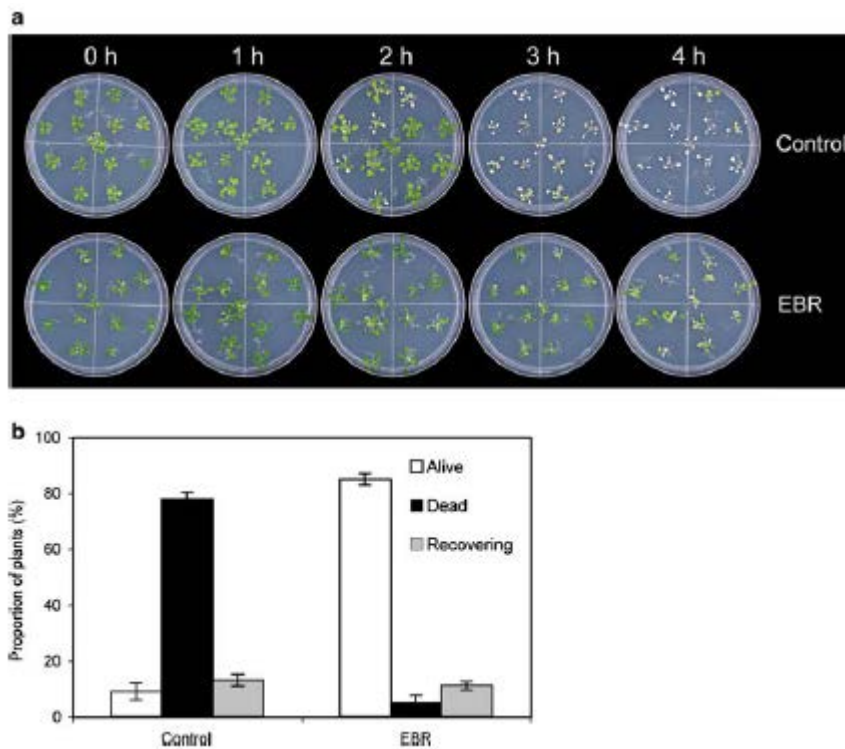 a
0 h 1 h 2 h 3 h 4 h
Control
EBR
b
100
80
60
40
20
0
Proportion of plants (%)
Alive
Dead
Recovering
Control EBR